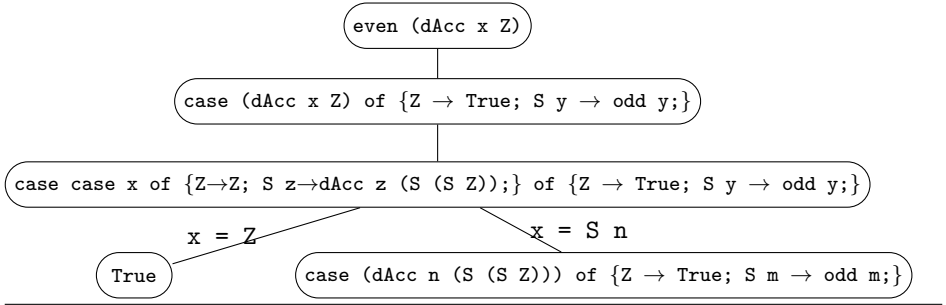 even (dAcc x Z)
case (dAcc x Z) of {Z → True; S y → odd y;}
case case x of {Z→Z; S z→dAcc z (S (S Z));} of {Z → True; S y → odd y;}
x = Z
x = S n
True
case (dAcc n (S (S Z))) of {Z → True; S m → odd m;}